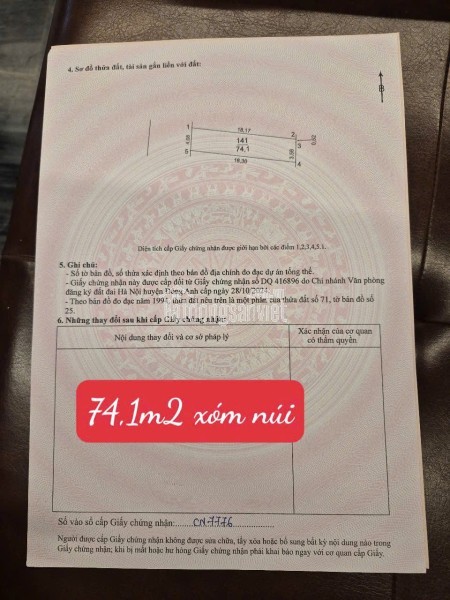 4. Sơ đồ thửa đất, tài sản gắn liền với đất:
B
1
18,17
2
141
3
74,1
5
18,39
4
Diện tích cấp Giấy chứng nhận được giới hạn bởi các điểm 1,2,3,4,5,1.
5. Ghi chú:
- Số tờ bản đồ, số thửa xác định theo bản đồ địa chính đo đạc dự án tổng thể.
- Giấy chứng nhận này được cấp đổi từ Giấy chứng nhận số DQ 416896 do Chi nhánh Văn phòng
đăng ký đất đai Hà Nội huyện Đông Anh cấp ngày 28/10/
- Theo bản đồ đo đạc năm 1994, thửa đất nêu trên là một phần của thửa đất số 71, tờ bản đồ số
25.
6. Những thay đổi sau khi cấp Giấy chứng nhận:
Nội dung thay đổi và cơ sở pháp lý
Xác nhận của cơ quan
có thẩm quyền
74,1m2 xóm núi
Số vào sổ cấp Giấy chứng nhận: CN-7776
Người được cấp Giấy chứng nhận không được sửa chữa, tẩy xóa hoặc bổ sung bất kỳ nội dung nào trong
Giấy chứng nhận; khi bị mất hoặc hư hỏng Giấy chứng nhận phải khai báo ngay với cơ quan cấp Giấy.